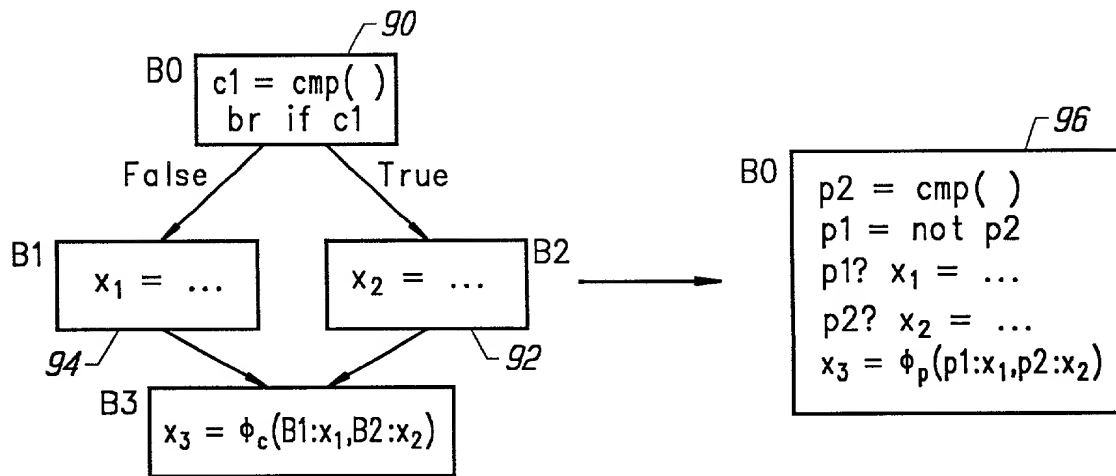 90
B0
c1 = cmp( )
br if c1
False
True
B1
x₁ = ...
94
x₂ = ...
B2
92
B3
x₃ = ϕc(B1:x₁,B2:x₂)
96
B0
p2 = cmp( )
p1 = not p2
p1? x₁ = ...
p2? x₂ = ...
x₃ = ϕp(p1:x₁,p2:x₂)